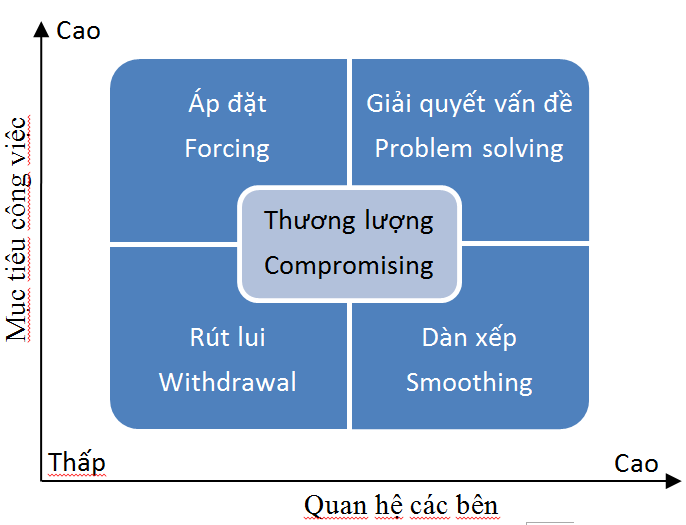 Cao
Áp đặt
Forcing
Giải quyết vấn đề
Problem solving
Mục tiêu công việc
Thương lượng
Compromising
Rút lui
Withdrawal
Dàn xếp
Smoothing
Thấp
Cao
Quan hệ các bên